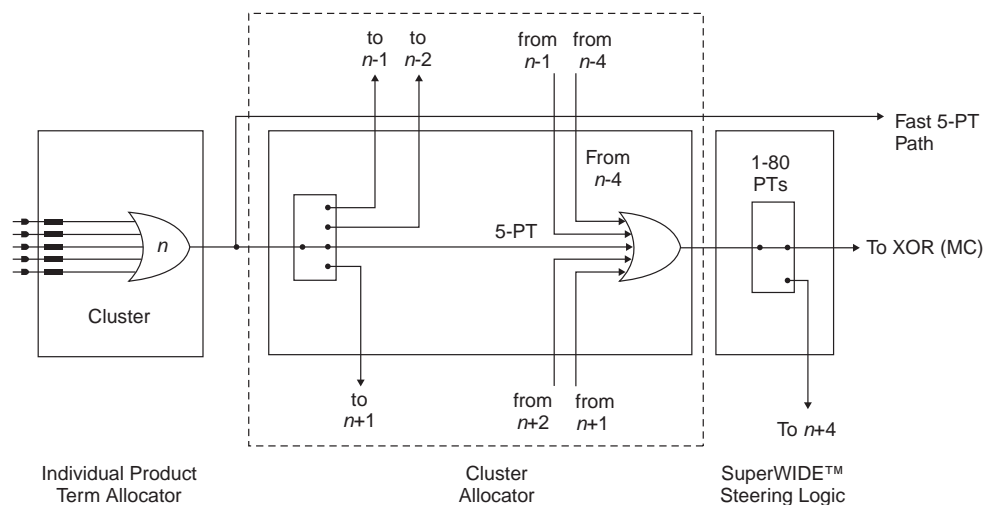 to
n-1
to
n-2
from
n-1
from
n-4
Fast 5-PT
Path
From
n-4
1-80
PTs
n
5-PT
To XOR (MC)
Cluster
to
n+1
from
n+2
from
n+1
To n+4
Individual Product
Term Allocator
Cluster
Allocator
SuperWIDE™
Steering Logic